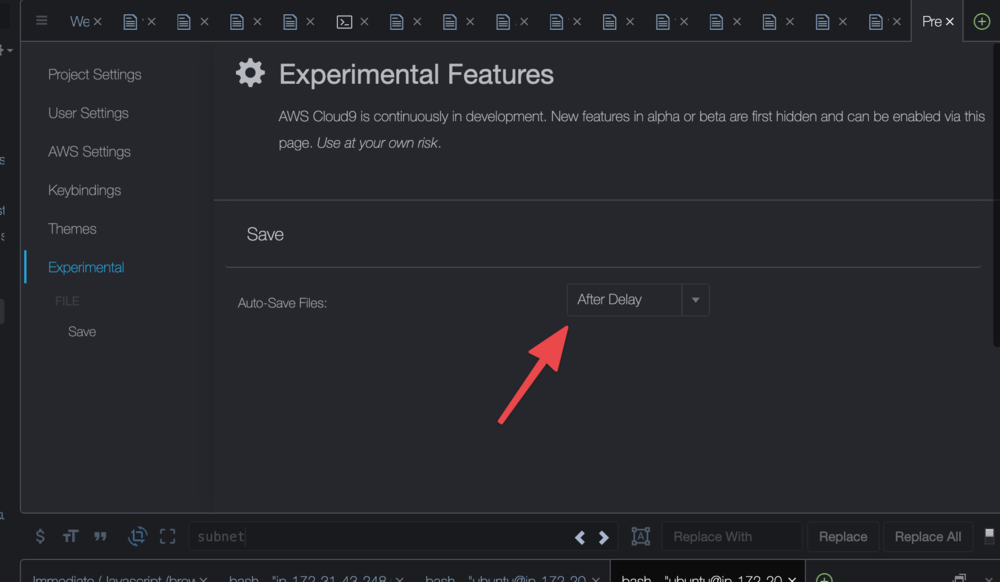 We
Pre
Project Settings
User Settings
AWS Settings
Keybindings
Themes
Experimental
FILE
Save
Experimental Features
AWS Cloud9 is continuously in development. New features in alpha or beta are first hidden and can be enabled via this
page. Use at your own risk.
Save
Auto-Save Files:
After Delay
subnet
Replace With
Replace
Replace All
Immediate (Javascript (brow
bash - "ip-172-31-43-248
bash - "ubuntu@ip-172-20
bash - "ubuntu@ip-172-20